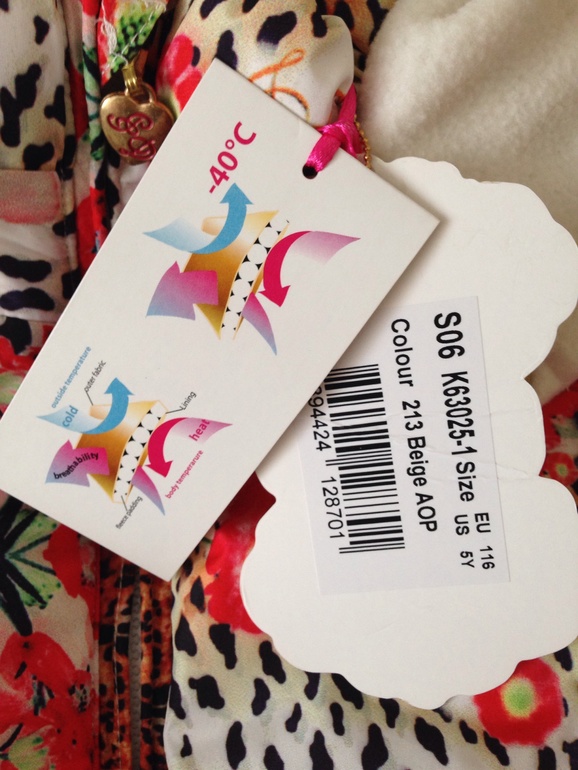 -40°C
outside temperature
outer fabric
cold
Lining
heat
breathability
body temperature
fleece padding
S06 K63025-1 Size EU 116
US 5Y
Colour 213 Beige AOP
94424 128701